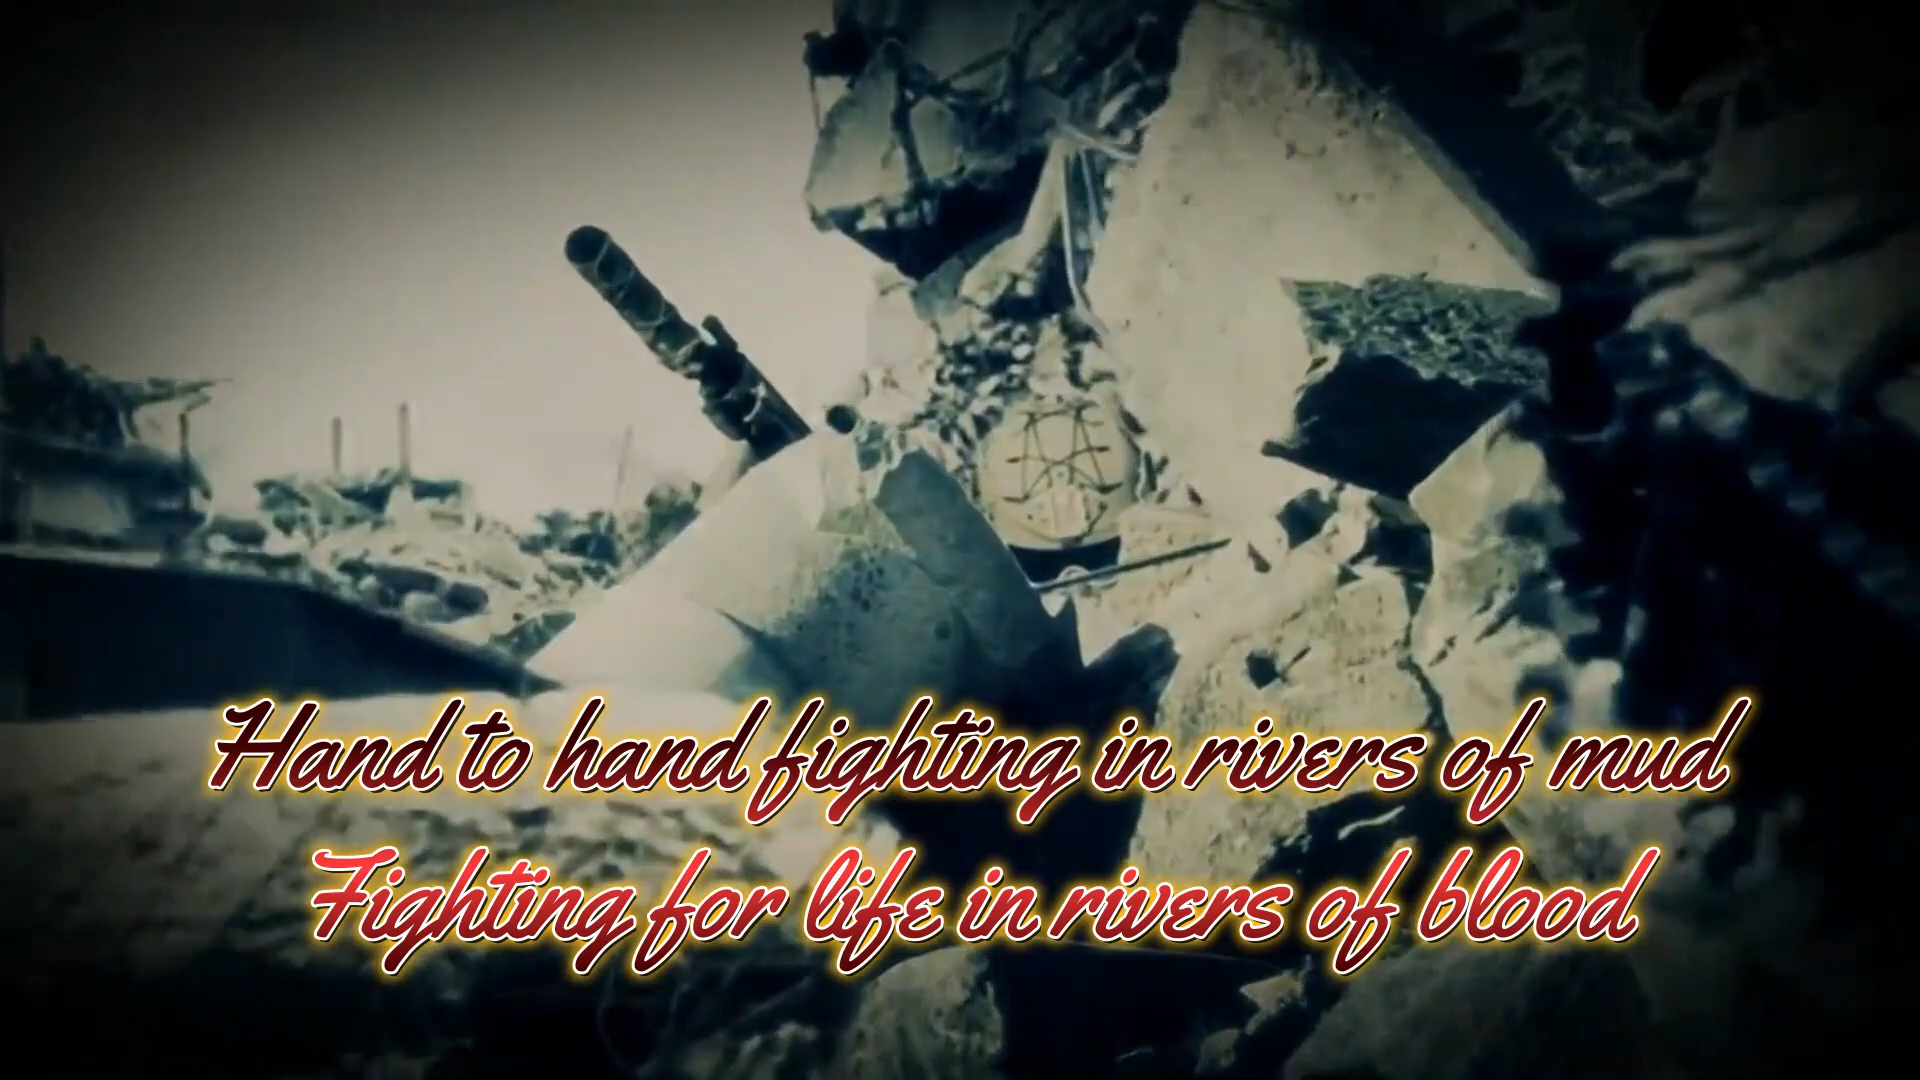 Hand to hand fighting in rivers of mud
Fighting for life in rivers of blood